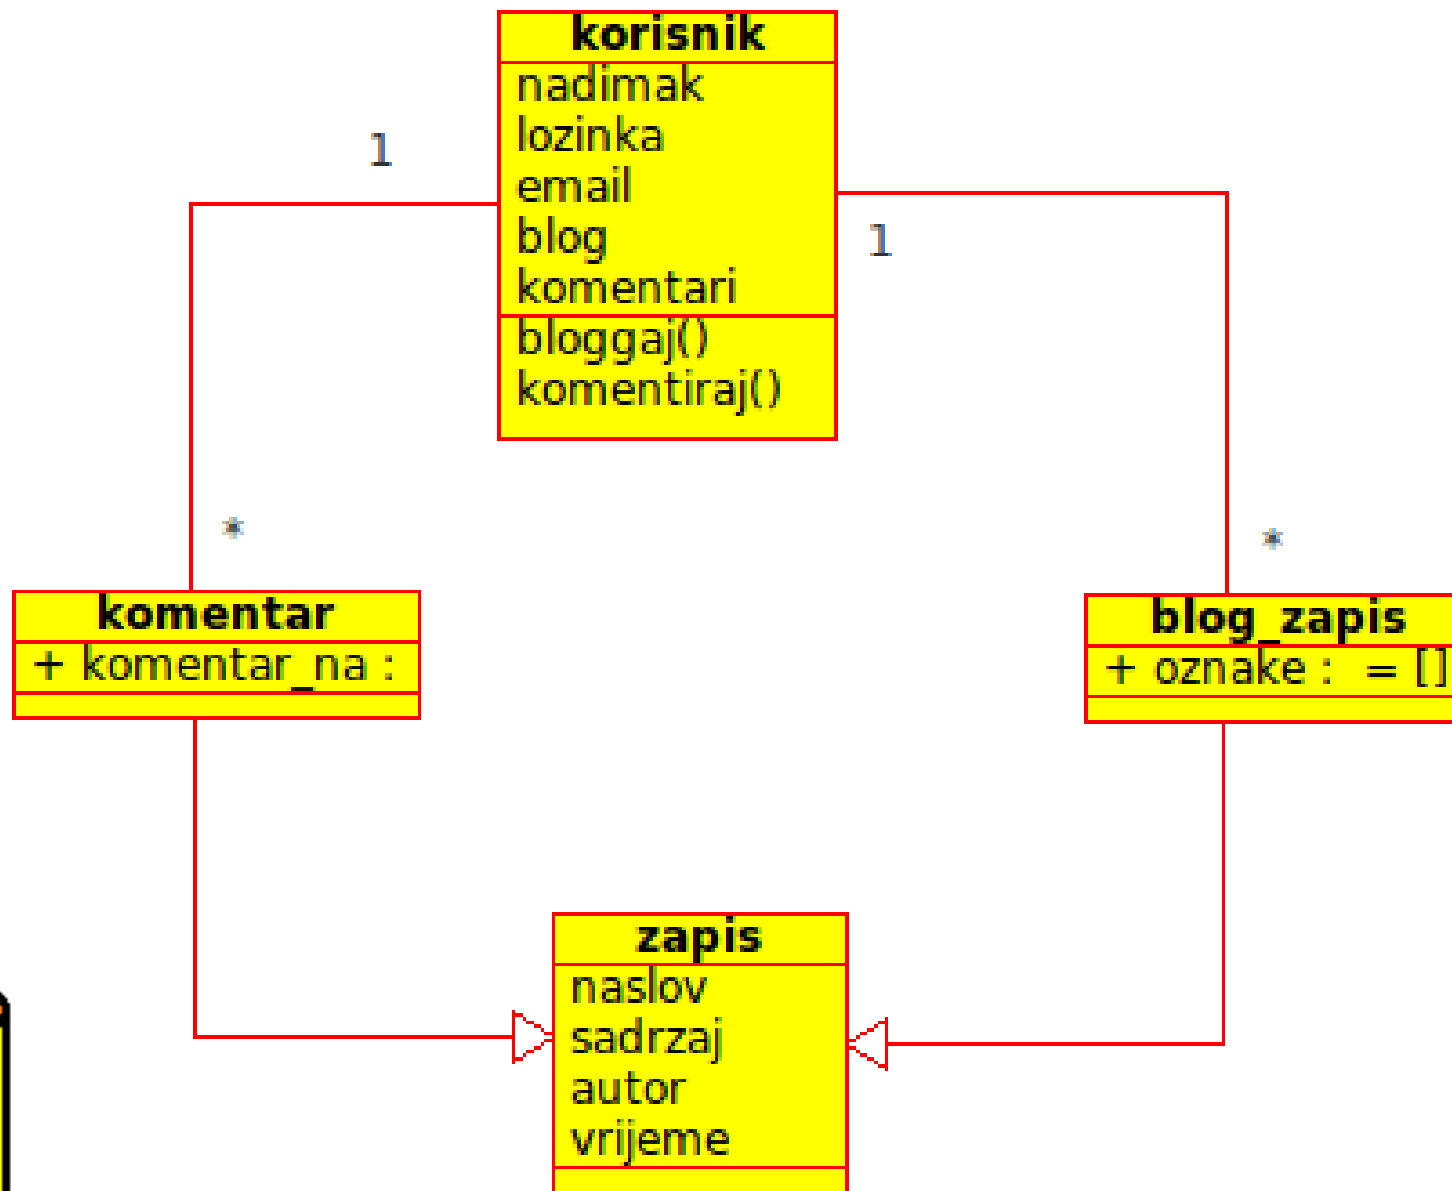 korisnik
nadimak
lozinka
email
blog
komentari
bloggaj()
komentiraj()
1
1
*
*
komentar
+ komentar_na :
blog_zapis
+ oznake :  = []
zapis
naslov
sadrzaj
autor
vrijeme